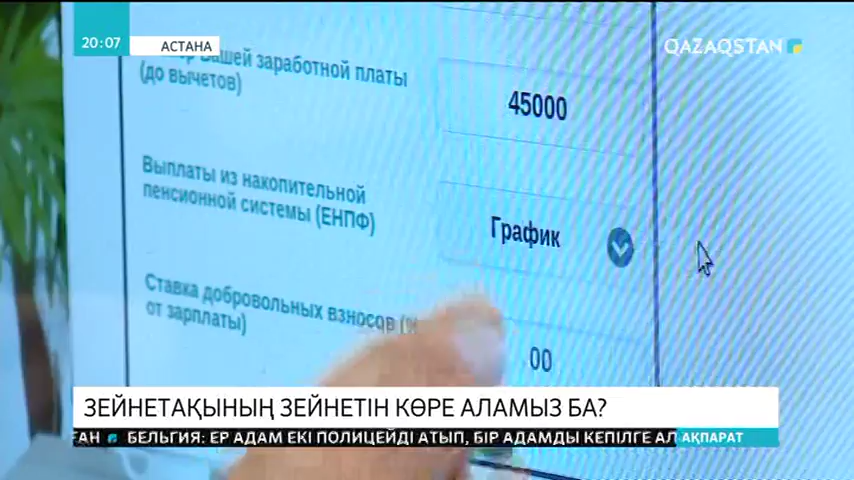 20:07
АСТАНА
QAZAQSTAN
вашей заработной платы
(до вычетов)
45000
Выплаты из накопительной
пенсионной системы (ЕНПФ)
График
Ставка добровольных взносов (%
от зарплаты)
00
ЗЕЙНЕТАҚЫНЫҢ ЗЕЙНЕТІН КӨРЕ АЛАМЫЗ БА?
БЕЛЬГИЯ: ЕР АДАМ ЕКІ ПОЛИЦЕЙДІ АТЫП, БІР АДАМДЫ КЕПІЛГЕ АЛ
АҚПАРАТ